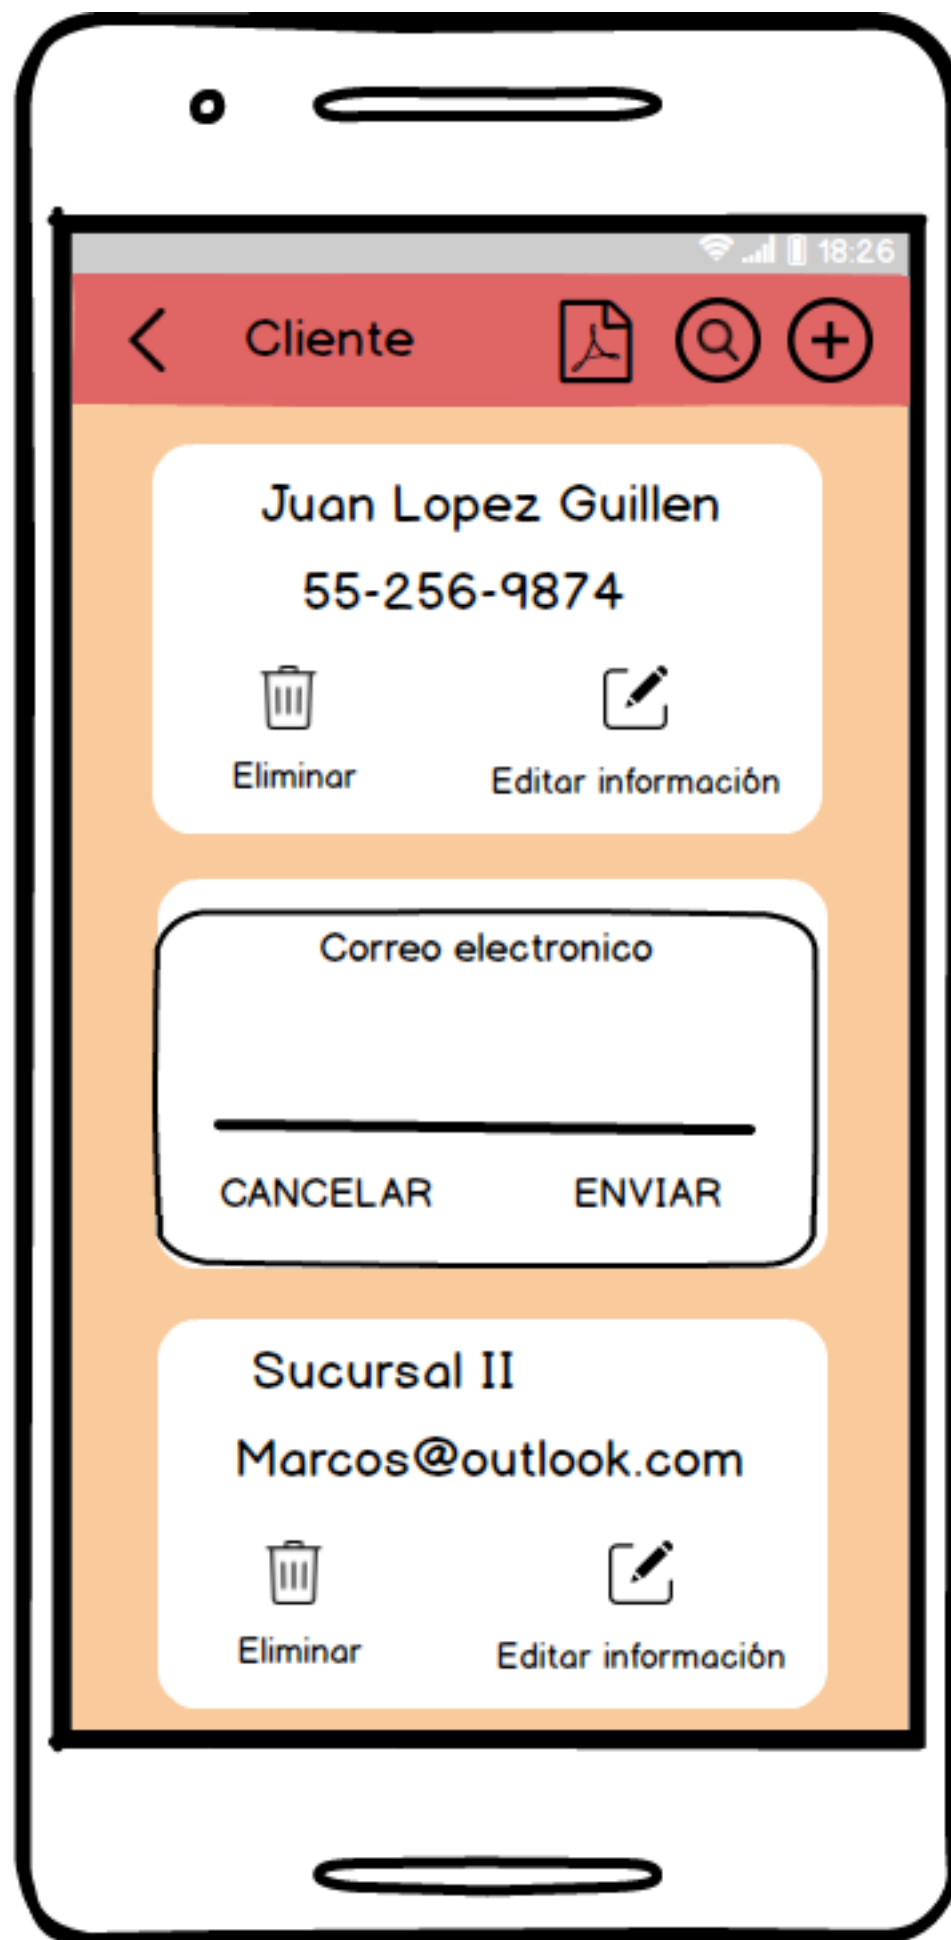 18:26
Cliente
Juan Lopez Guillen
55-256-9874
Eliminar Editar información
Correo electronico
CANCELAR ENVIAR
Sucursal II
Marcos@outlook.com
Eliminar Editar información